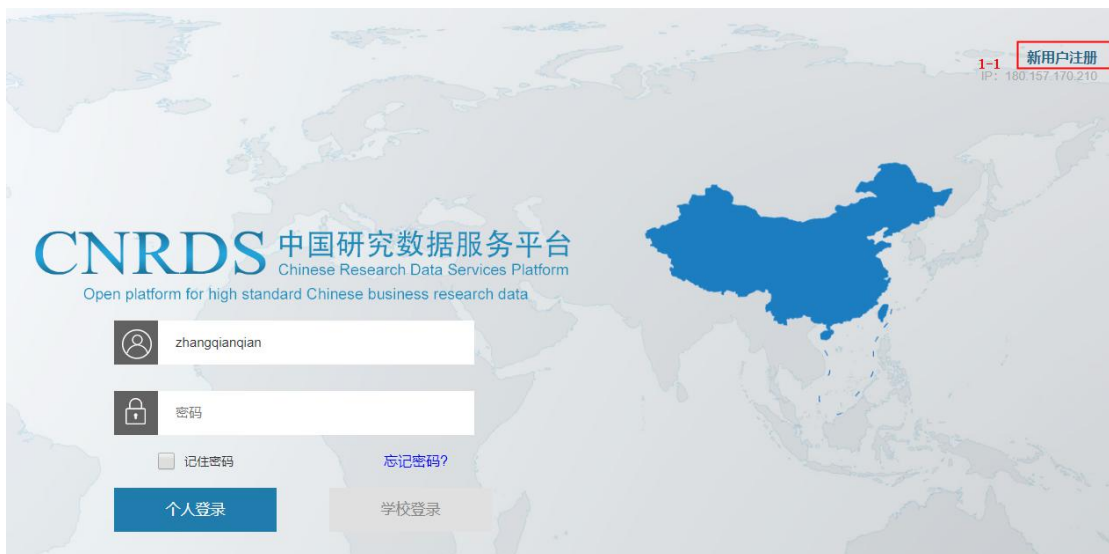 新用户注册
1-1
IP: 180.157.170.210
CNRDS 中国研究数据服务平台
Chinese Research Data Services Platform
Open platform for high standard Chinese business research data
zhangqianqian
密码
记住密码 忘记密码?
个人登录 学校登录